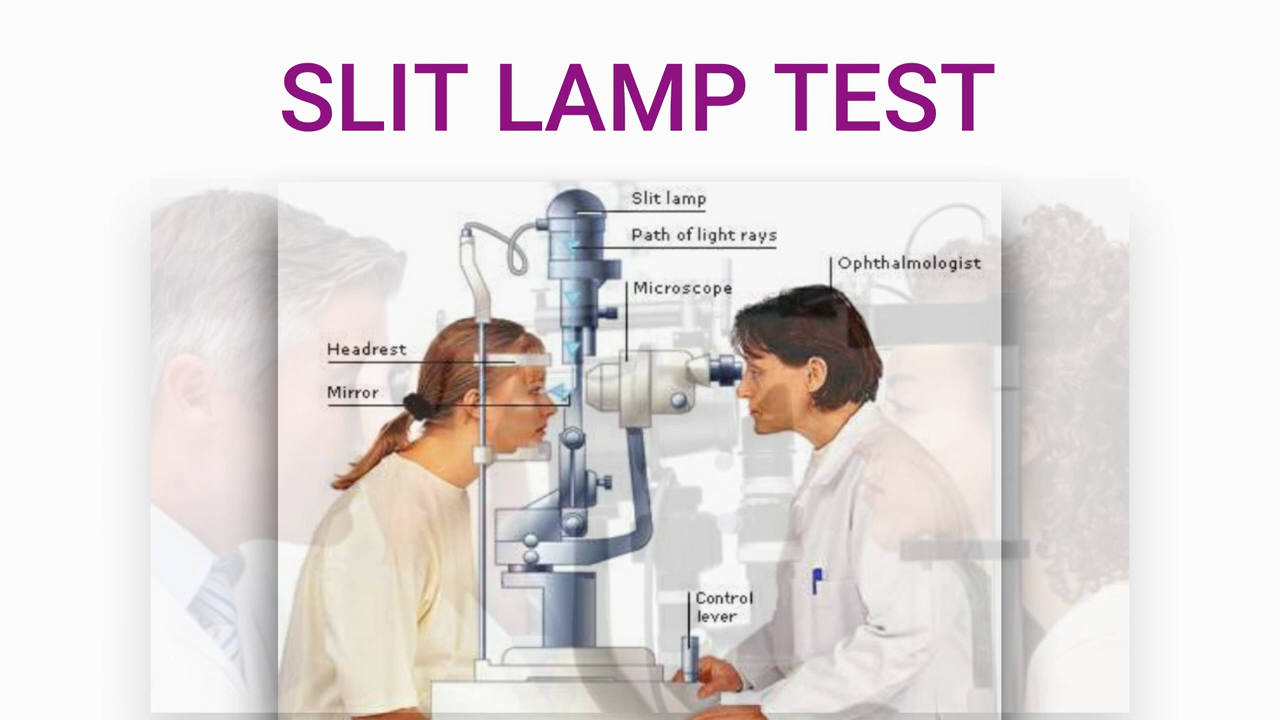 SLIT LAMP TEST
Slit lamp
Path of light rays
Ophthalmologist
Microscope
Headrest
Mirror
Control
lever